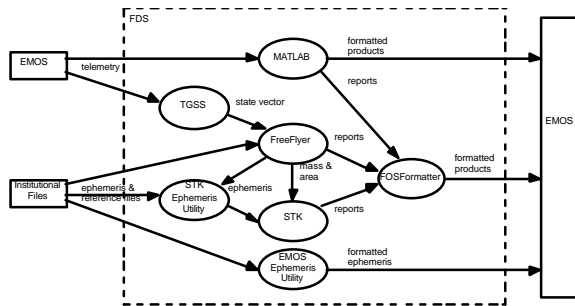 FDS
EMOS
telemetry
MATLAB
formatted
products
reports
TGSS
state vector
EMOS
FreeFlyer
reports
mass &
area
FOSFormatter
formatted
products
Institutional
Files
ephemeris &
reference files
STK
Ephemeris
Utility
ephemeris
STK
reports
EMOS
Ephemeris
Utility
formatted
ephemeris